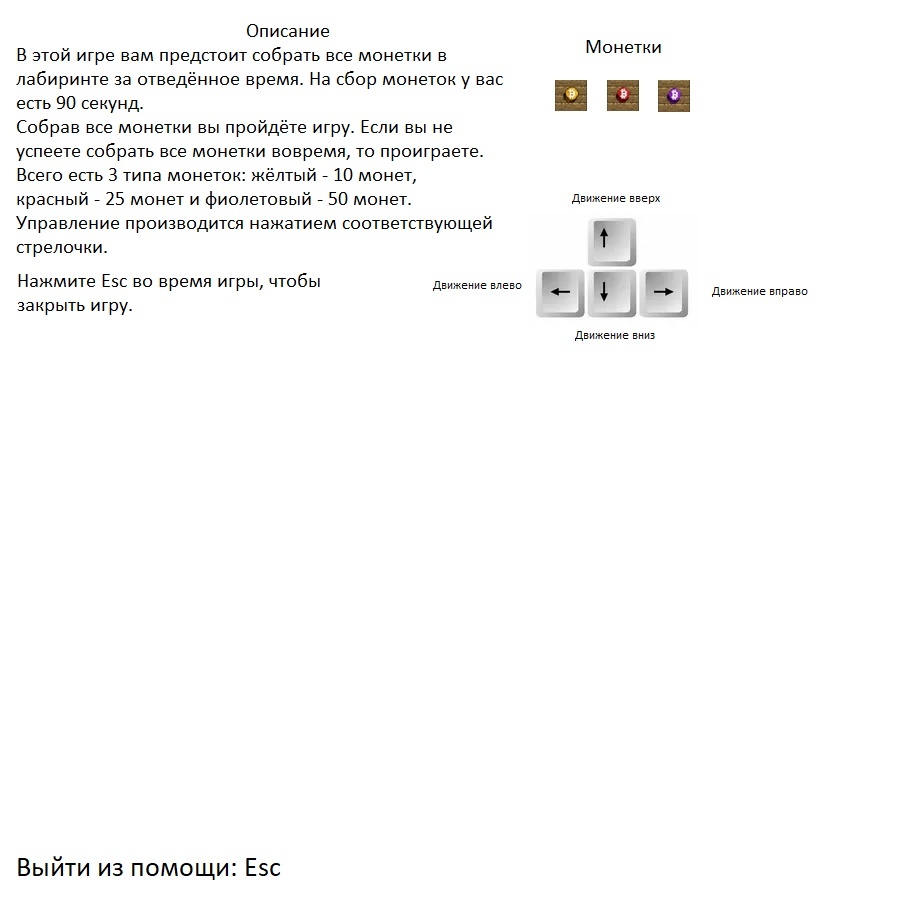 Описание
В этой игре вам предстоит собрать все монетки в
лабиринте за отведённое время. На сбор монеток у вас
есть 90 секунд.
Собрав все монетки вы пройдёте игру. Если вы не
успеете собрать все монетки вовремя, то проиграете.
Всего есть 3 типа монеток: жёлтый - 10 монет,
красный - 25 монет и фиолетовый - 50 монет.
Управление производится нажатием соответствующей
стрелочки.
Нажмите Esc во время игры, чтобы
закрыть игру.
Монетки
Движение вверх
Движение влево
Движение вправо
Движение вниз
Выйти из помощи: Esc